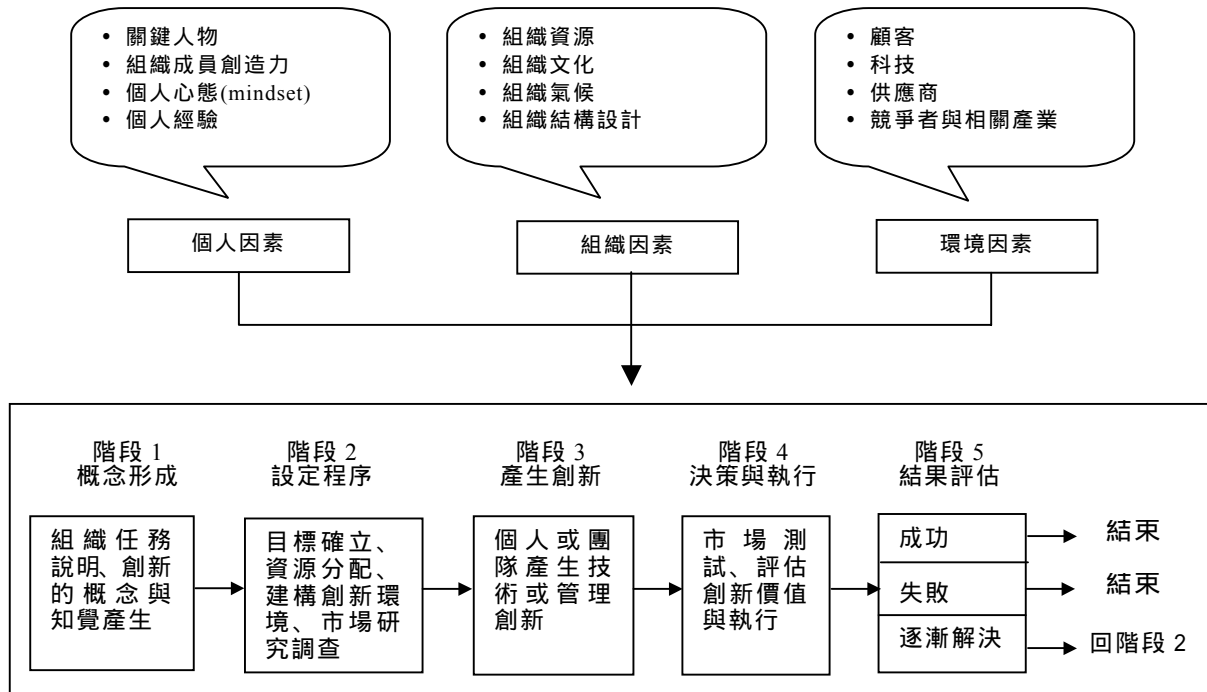 • 關鍵人物
• 組織成員創造力
• 個人心態(mindset)
• 個人經驗
• 組織資源
• 組織文化
• 組織氣候
• 組織結構設計
• 顧客
• 科技
• 供應商
• 競爭者與相關產業
個人因素
組織因素
環境因素
階段 1
概念形成
階段 2
設定程序
階段 3
產生創新
階段 4
決策與執行
階段 5
結果評估
組織任務
說明、創新
的概念與
知覺產生
目標確立、
資源分配、
建構創新環
境、市場研
究調查
個人或團
隊產生技
術或管理
創新
市場測
試、評估
創新價值
與執行
成功
結束
失敗
結束
逐漸解決
回階段 2